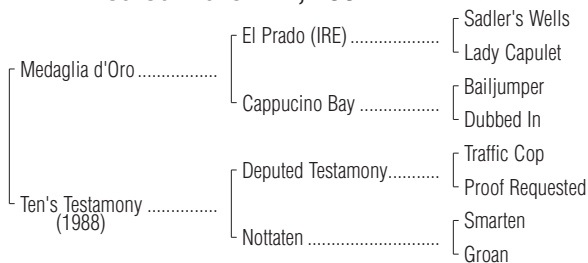 El Prado (IRE) .....................
Sadler's Wells
Lady Capulet
Medaglia d'Oro ................
Cappucino Bay ...................
Bailjumper
Dubbed In
Deputed Testamony............
Traffic Cop
Proof Requested
Ten's Testamony ...............
(1988)
Nottaten .............................
Smarten
Groan